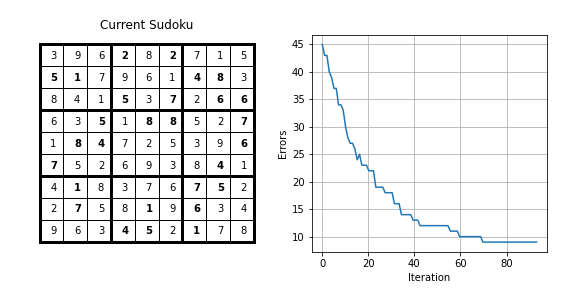 Current Sudoku
3 9 6 2 8 2 7 1 5
5 1 7 9 6 1 4 8 3
8 4 1 5 3 7 2 6 6
6 3 5 1 8 8 5 2 7
1 8 4 7 2 5 3 9 6
7 5 2 6 9 3 8 4 1
4 1 8 3 7 6 7 5 2
2 7 5 8 1 9 6 3 4
9 6 3 4 5 2 1 7 8
45
40
35
30
25
20
15
10
Errors
0 20 40 60 80
Iteration